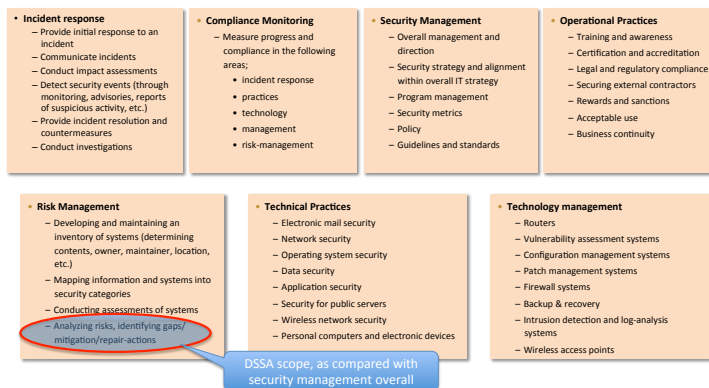 • Incident response
– Provide initial response to an
incident
– Communicate incidents
– Conduct impact assessments
– Detect security events (through
monitoring, advisories, reports
of suspicious activity, etc.)
– Provide incident resolution and
countermeasures
– Conduct investigations
• Compliance Monitoring
– Measure progress and
compliance in the following
areas;
• incident response
• practices
• technology
• management
• risk-management
• Security Management
– Overall management and
direction
– Security strategy and alignment
within overall IT strategy
– Program management
– Security metrics
– Policy
– Guidelines and standards
• Operational Practices
– Training and awareness
– Certification and accreditation
– Legal and regulatory compliance
– Securing external contractors
– Rewards and sanctions
– Acceptable use
– Business continuity
• Risk Management
– Developing and maintaining an
inventory of systems (determining
contents, owner, maintainer, location,
etc.)
– Mapping information and systems into
security categories
– Conducting assessments of systems
– Analyzing risks, identifying gaps/
mitigation/repair-actions
• Technical Practices
– Electronic mail security
– Network security
– Operating system security
– Data security
– Application security
– Security for public servers
– Wireless network security
– Personal computers and electronic devices
• Technology management
– Routers
– Vulnerability assessment systems
– Configuration management systems
– Patch management systems
– Firewall systems
– Backup & recovery
– Intrusion detection and log-analysis
systems
– Wireless access points
DSSA scope, as compared with
security management overall